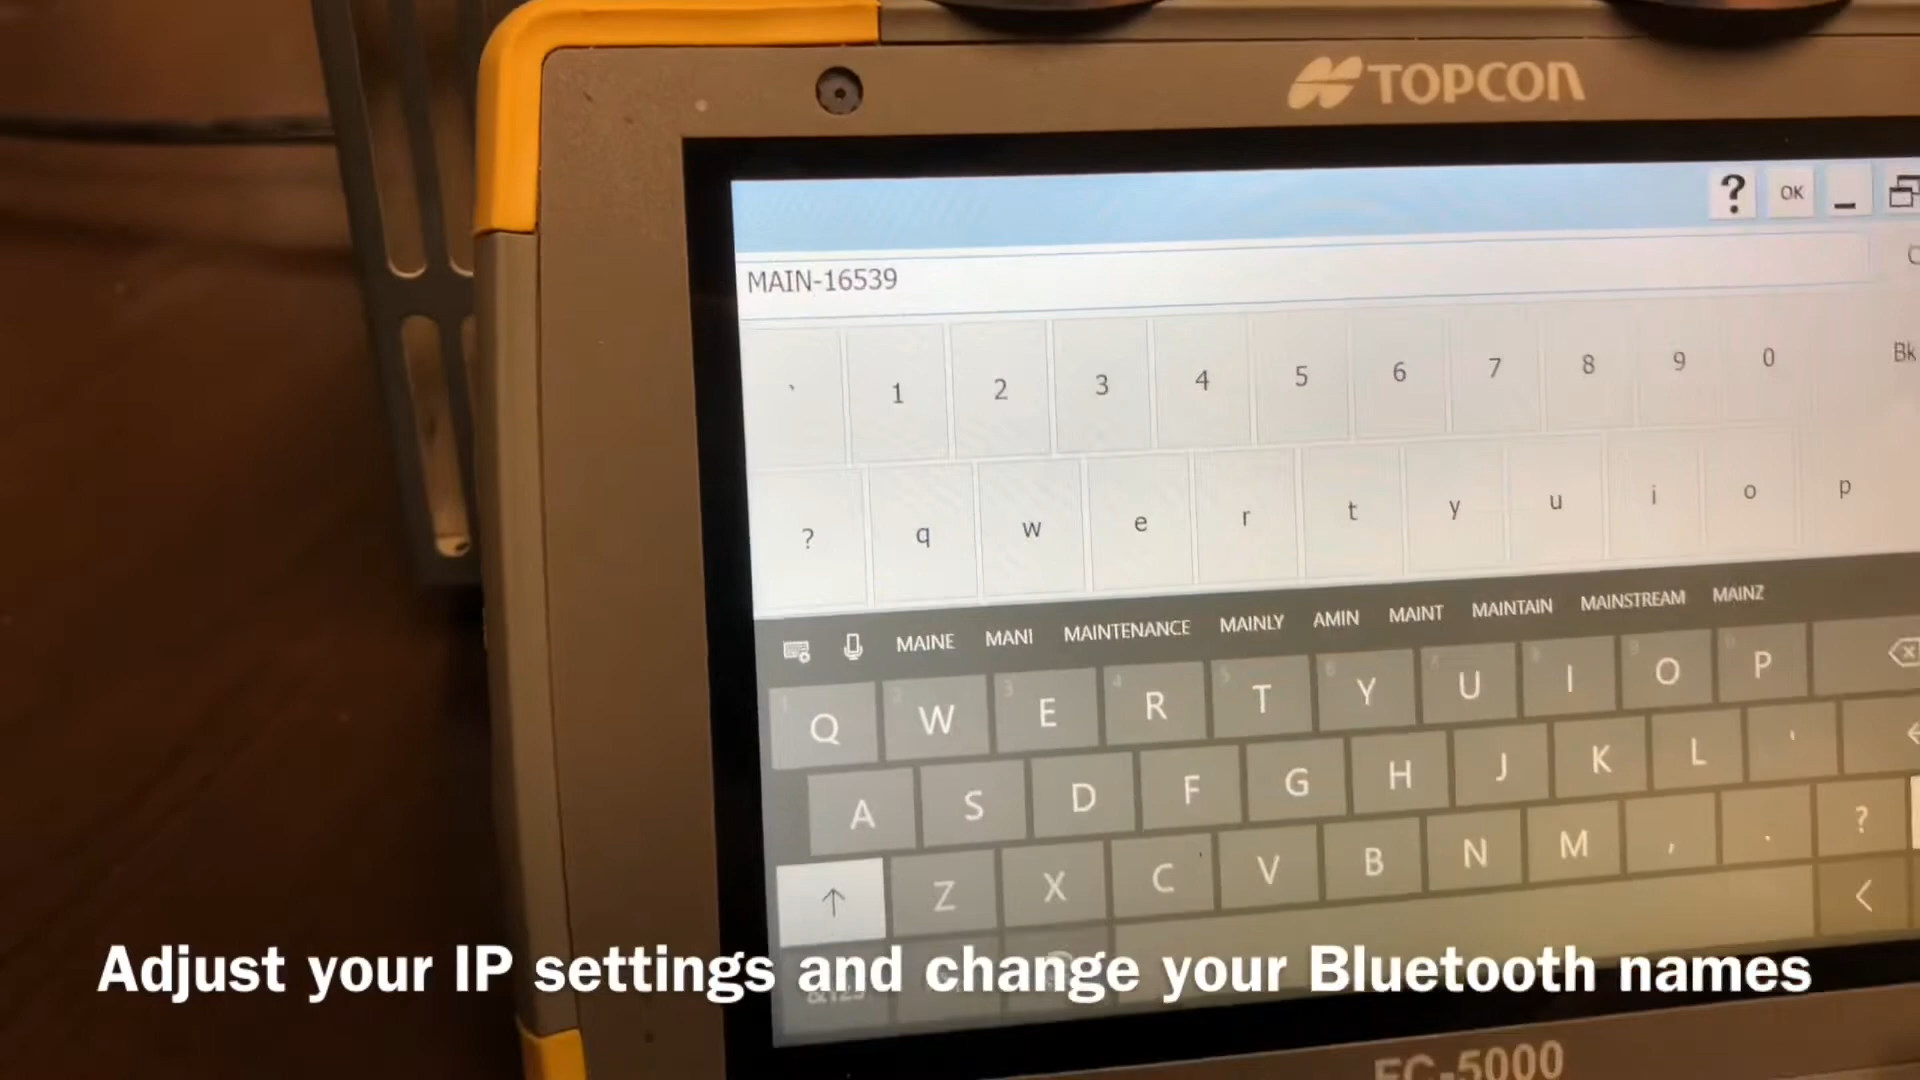 TOPCON
? OK _
MAIN-16539
` 1 2 3 4 5 6 7 8 9 0 Bk
? q w e r t y u i o p
MAINE MANI MAINTENANCE MAINLY AMIN MAINT MAINTAIN MAINSTREAM MAINZ
Q W E R T Y U I O P
A S D F G H J K L '
↑ Z X C V B N M , . ?
&123 <
Adjust your IP settings and change your Bluetooth names
FC-5000